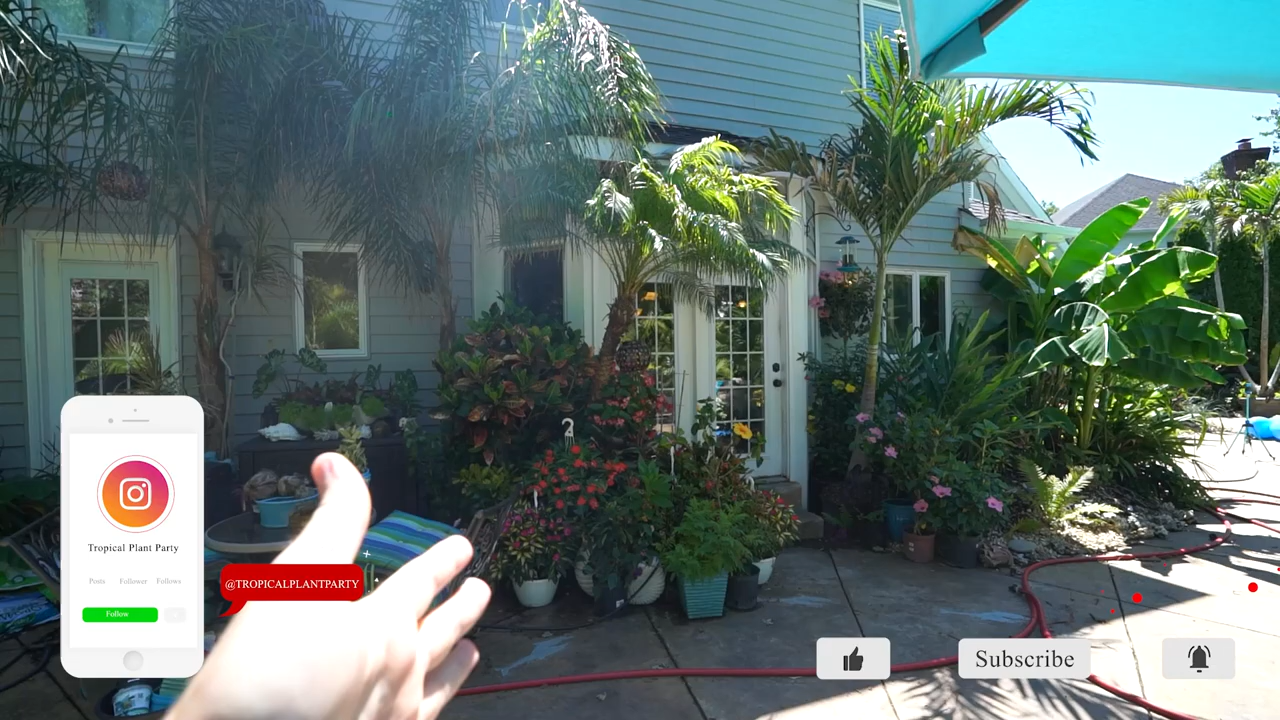 Tropical Plant Party
Posts Follower Follows
Follow
@TROPICALPLANTPARTY
Subscribe